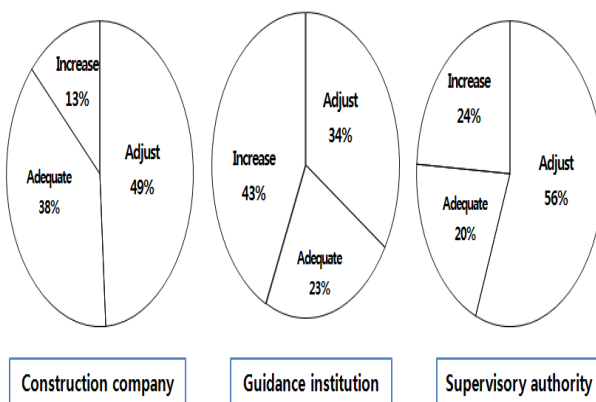 Increase
13%
Adjust
49%
Adequate
38%
Construction company
Adjust
34%
Increase
43%
Adequate
23%
Guidance institution
Increase
24%
Adjust
56%
Adequate
20%
Supervisory authority